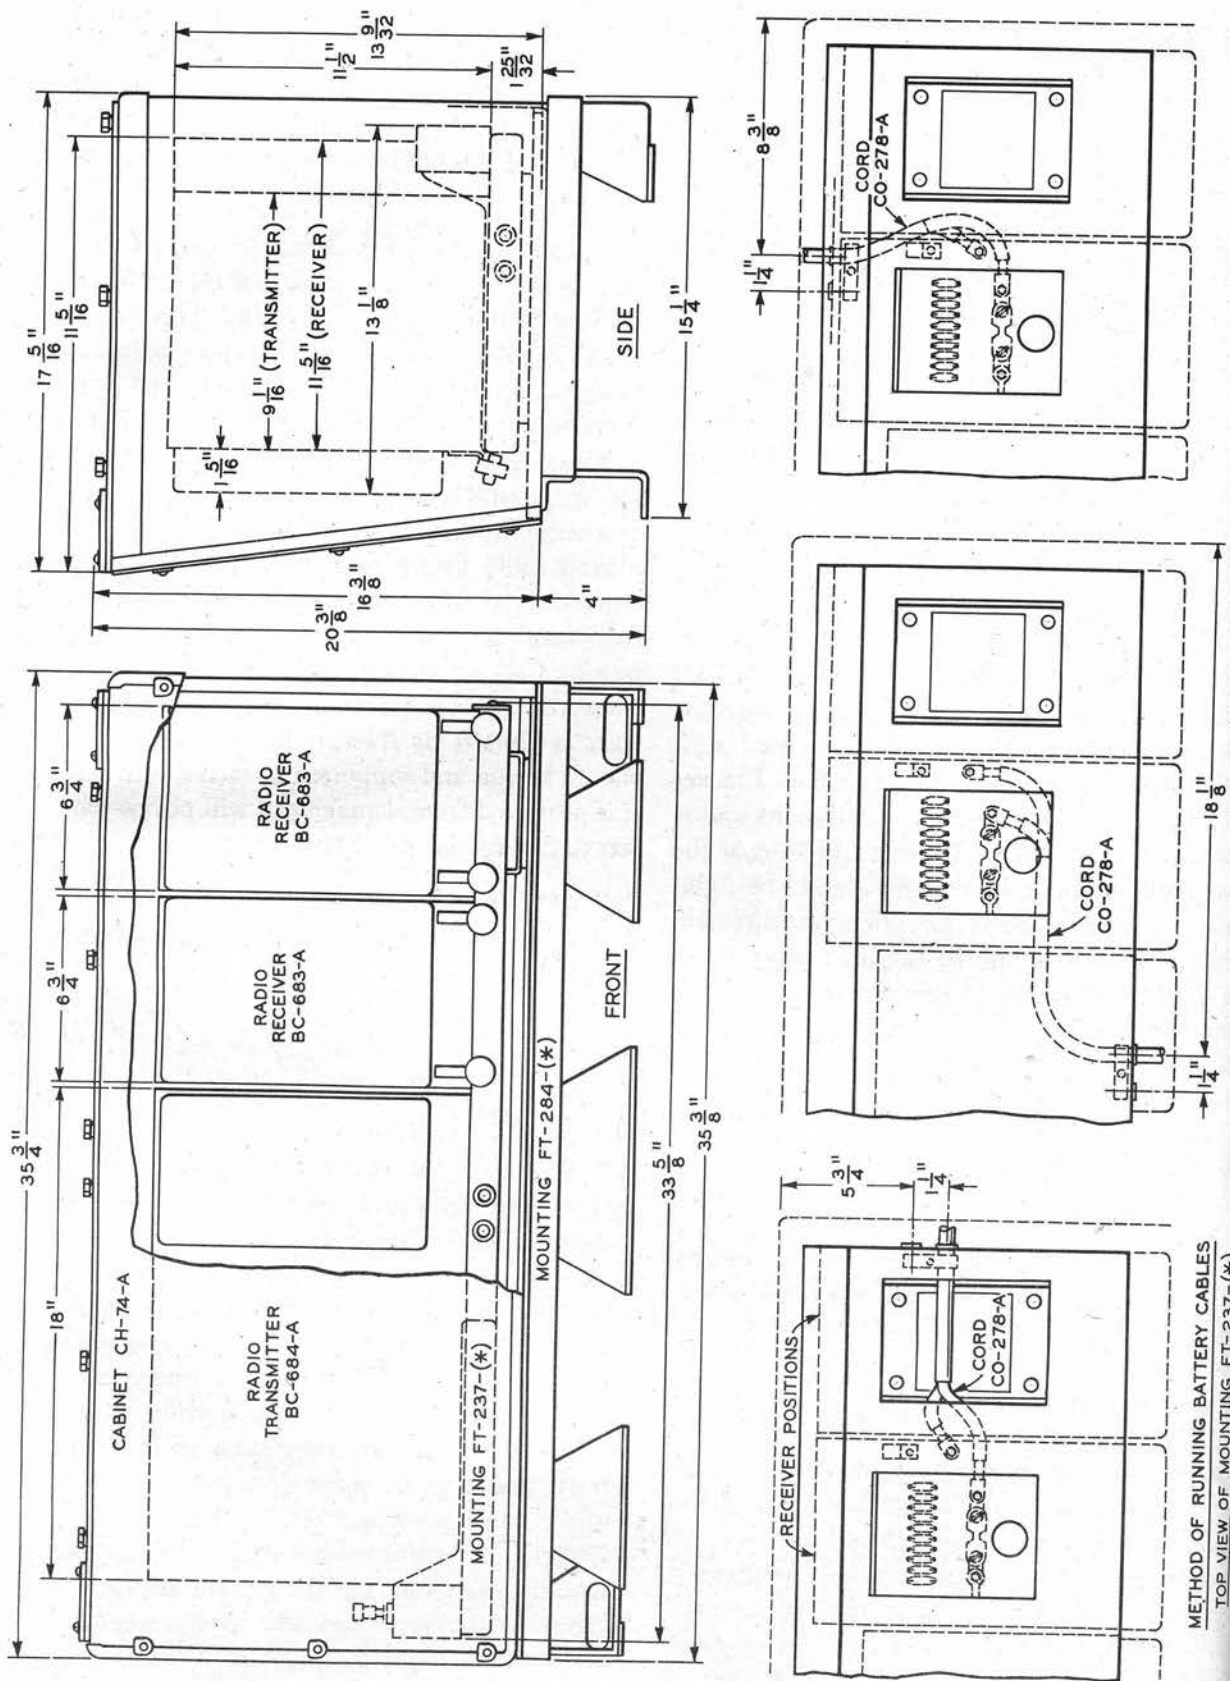 35 3/4"
CABINET CH-74-A
18"
6 3/4"
6 3/4"
RADIO
TRANSMITTER
BC-684-A
RADIO
RECEIVER
BC-683-A
RADIO
RECEIVER
BC-683-A
MOUNTING FT-237-(*)
MOUNTING FT-284-(*)
FRONT
33 5/8"
35 3/8"
17 5/16"
11 5/16"
20 3/8"
16 3/8"
4"
1 5/16"
9 1/16" (TRANSMITTER)
11 5/16" (RECEIVER)
13 1/8"
11 1/2"
13 9/32"
1 25/32"
SIDE
15 1/4"
RECEIVER POSITIONS
5 3/4"
1 1/4"
CORD
CO-278-A
CORD
CO-278-A
1 1/4"
18 1/8"
1 1/4"
8 3/8"
CORD
CO-278-A
METHOD OF RUNNING BATTERY CABLES
TOP VIEW OF MOUNTING FT-237-(*)